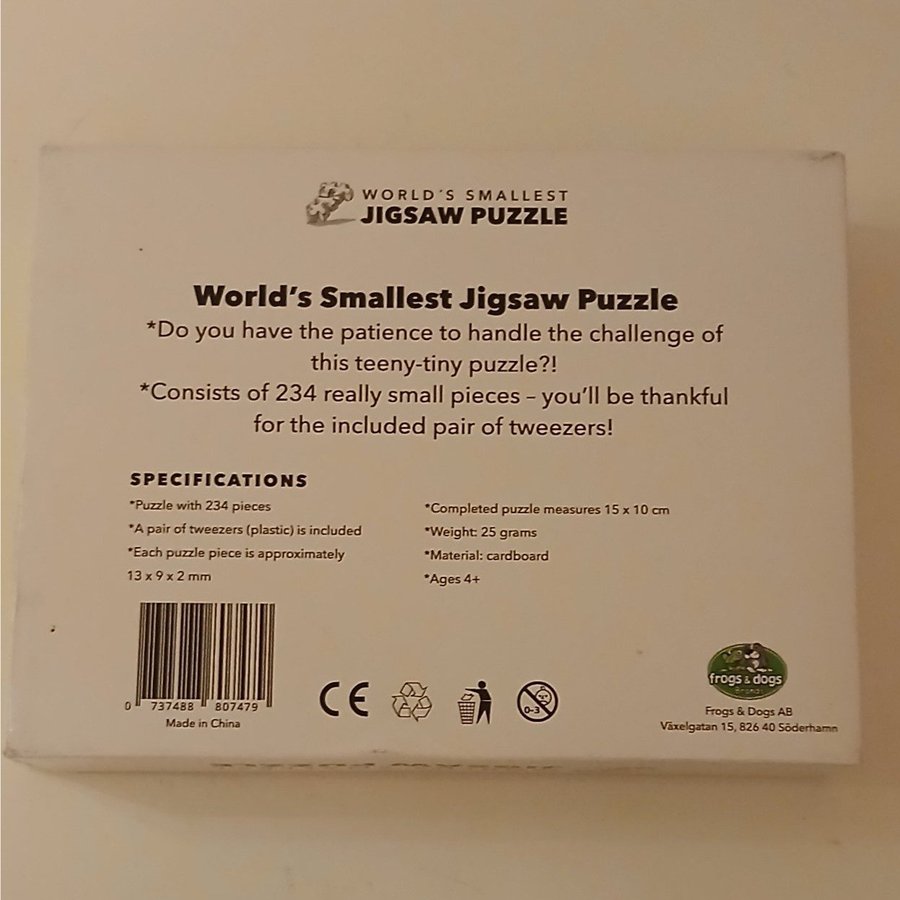 WORLD´S SMALLEST
JIGSAW PUZZLE
World's Smallest Jigsaw Puzzle
*Do you have the patience to handle the challenge of
this teeny-tiny puzzle?!
*Consists of 234 really small pieces – you'll be thankful
for the included pair of tweezers!
SPECIFICATIONS
*Puzzle with 234 pieces
*A pair of tweezers (plastic) is included
*Each puzzle piece is approximately
13 x 9 x 2 mm
*Completed puzzle measures 15 x 10 cm
*Weight: 25 grams
*Material: cardboard
*Ages 4+
0 737488 807479
Made in China
CE
0-3
frogs & dogs
Brands
Frogs & Dogs AB
Växelgatan 15, 826 40 Söderhamn